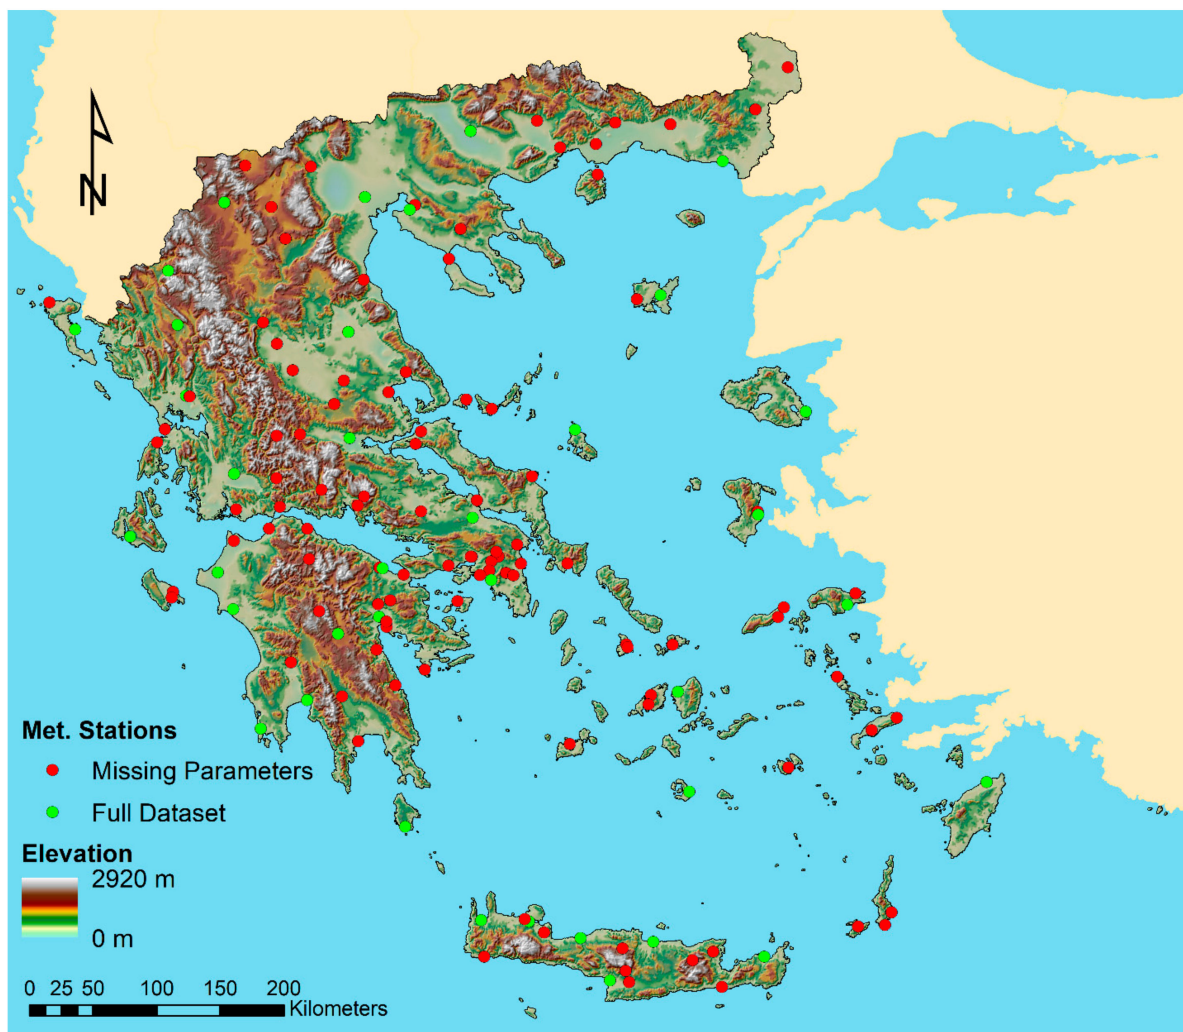 N
Met. Stations
Missing Parameters
Full Dataset
Elevation
2920 m
0 m
0 25 50 100 150 200
Kilometers